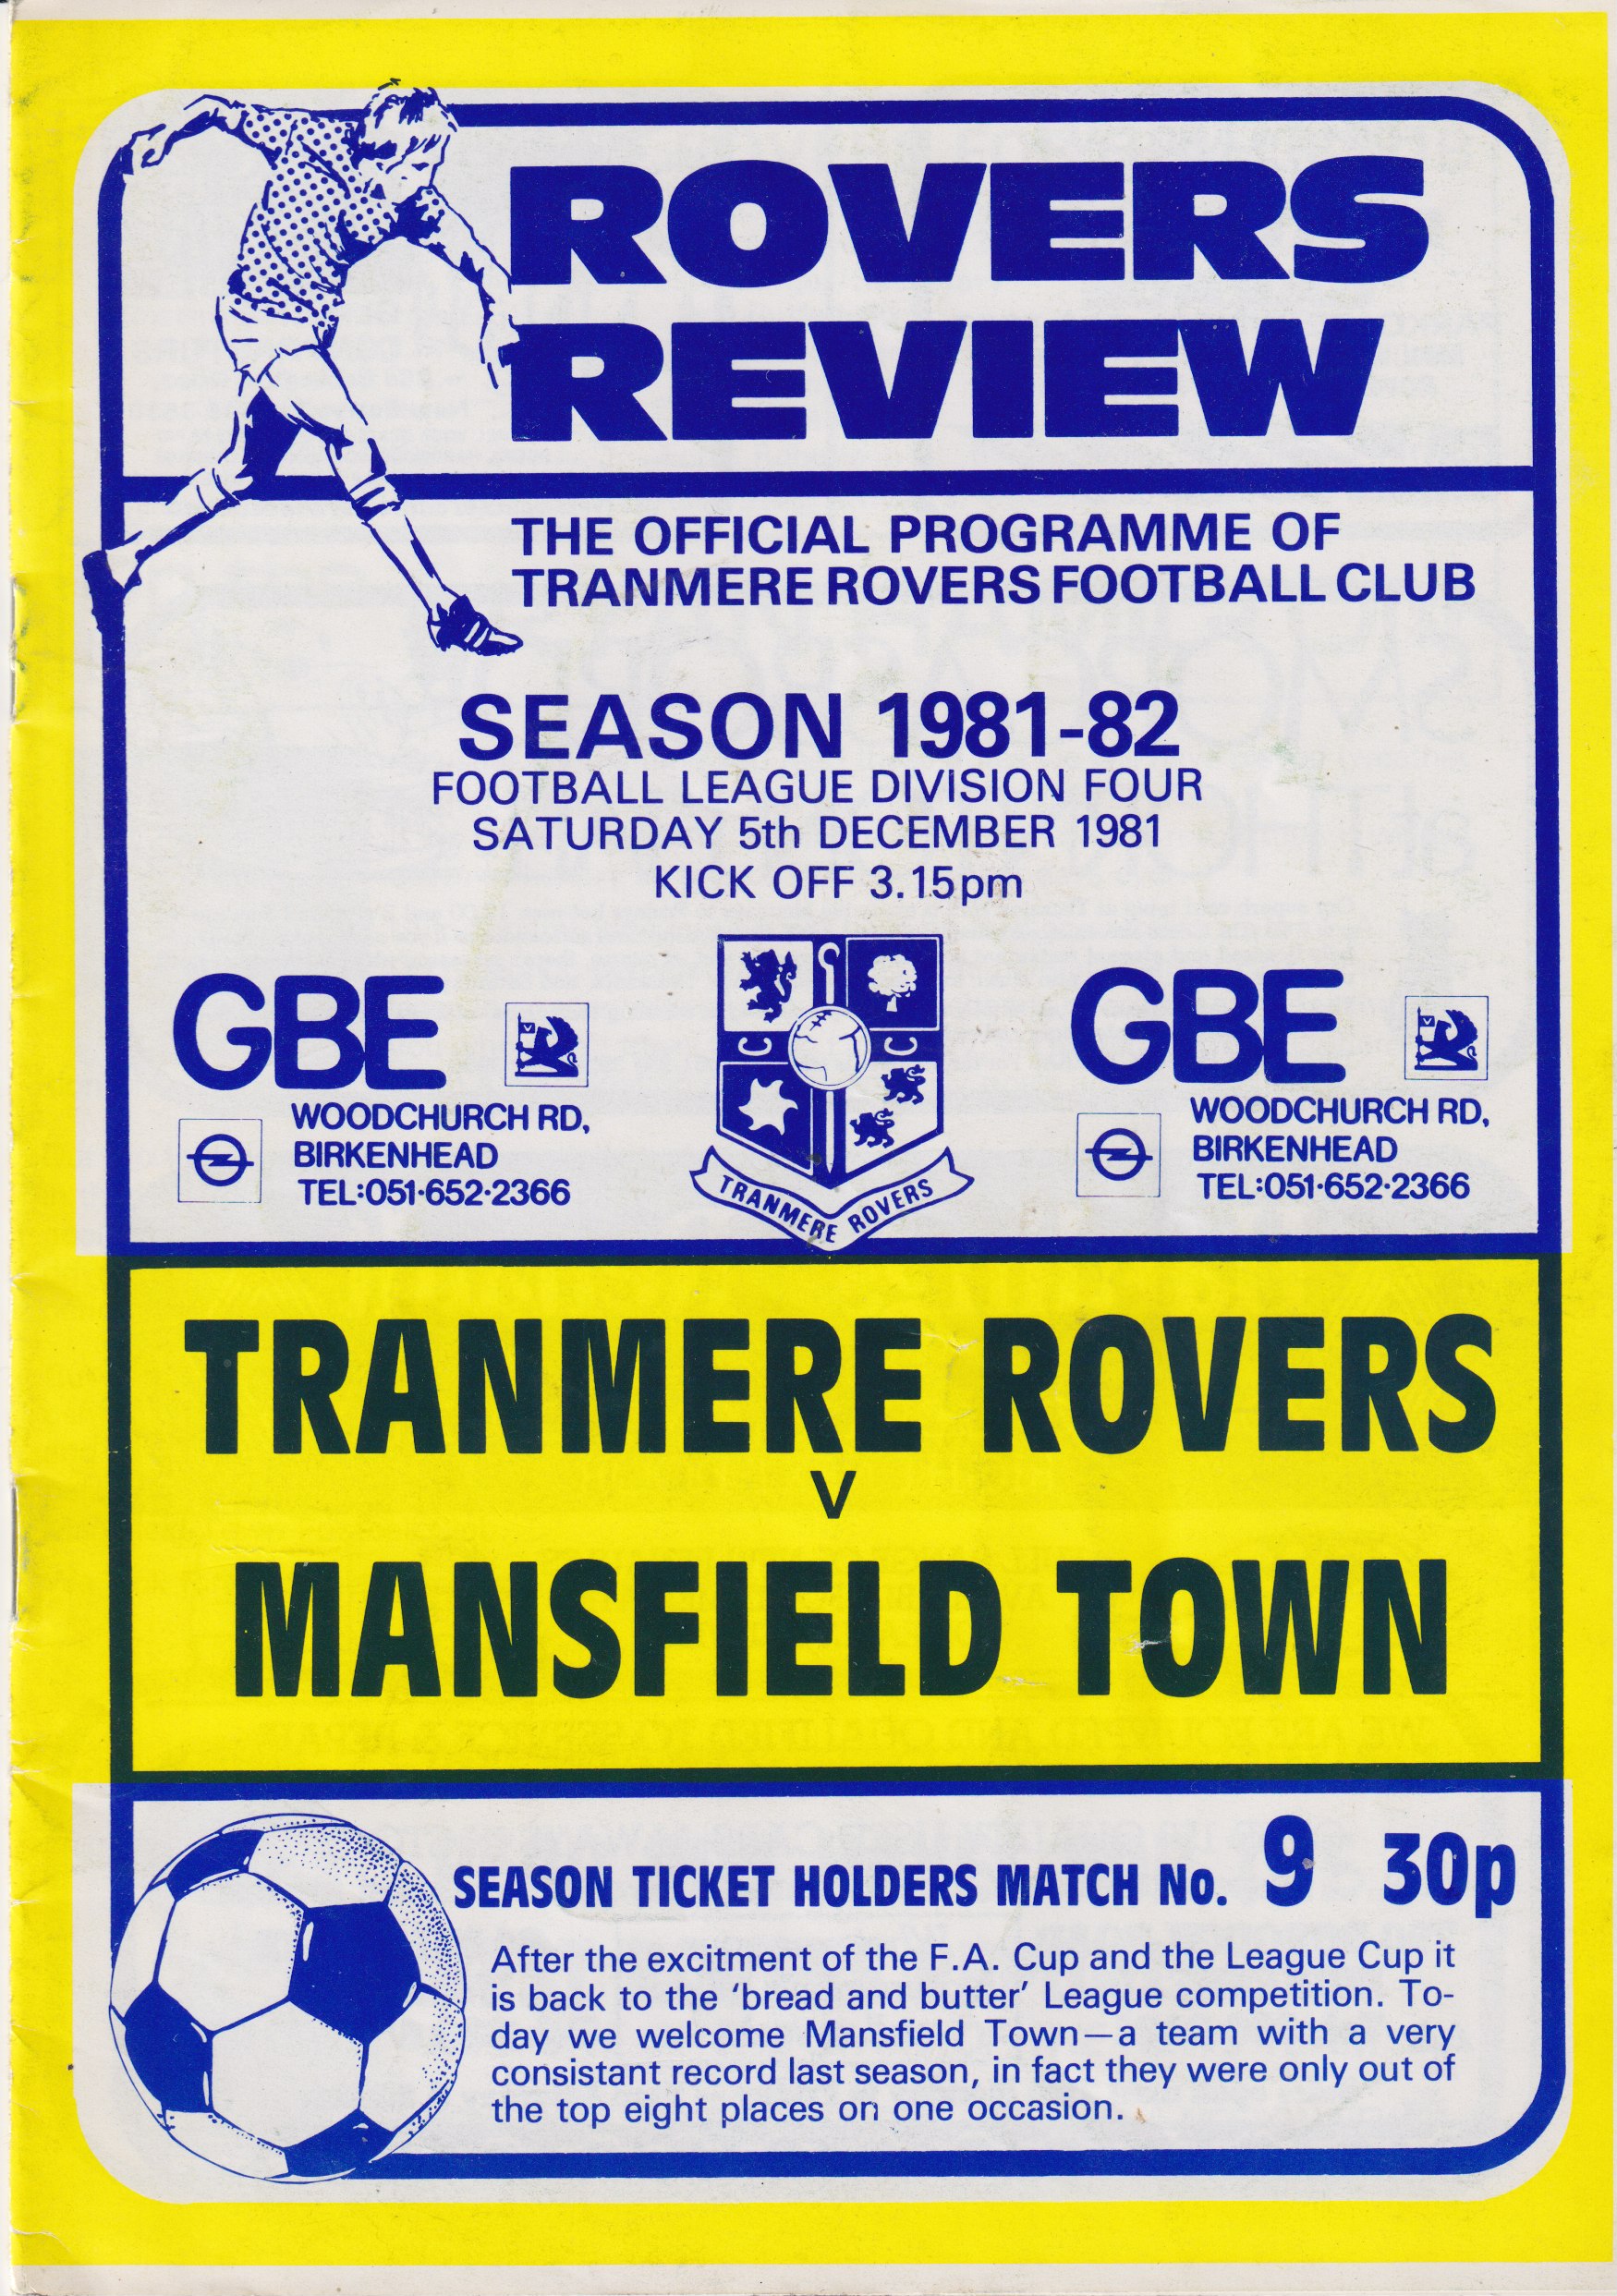 ROVERS
REVIEW
THE OFFICIAL PROGRAMME OF
TRANMERE ROVERS FOOTBALL CLUB
SEASON 1981-82
FOOTBALL LEAGUE DIVISION FOUR
SATURDAY 5th DECEMBER 1981
KICK OFF 3.15pm
GBE
WOODCHURCH RD,
BIRKENHEAD
TEL:051·652·2366
TRANMERE ROVERS
GBE
WOODCHURCH RD,
BIRKENHEAD
TEL:051·652·2366
TRANMERE ROVERS
V
MANSFIELD TOWN
SEASON TICKET HOLDERS MATCH No. 9 30p
After the excitment of the F.A. Cup and the League Cup it
is back to the ‘bread and butter’ League competition. To-
day we welcome Mansfield Town—a team with a very
consistant record last season, in fact they were only out of
the top eight places on one occasion.